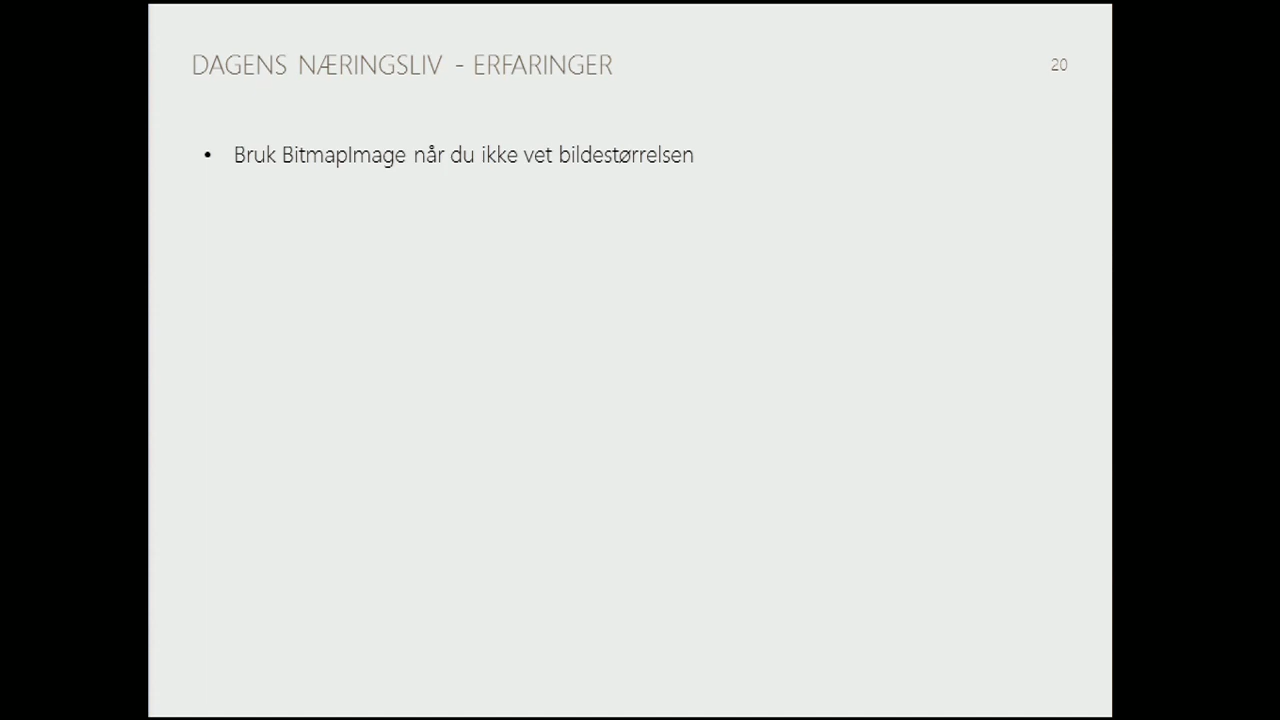 DAGENS NÆRINGSLIV - ERFARINGER
20
• Bruk BitmapImage når du ikke vet bildestørrelsen